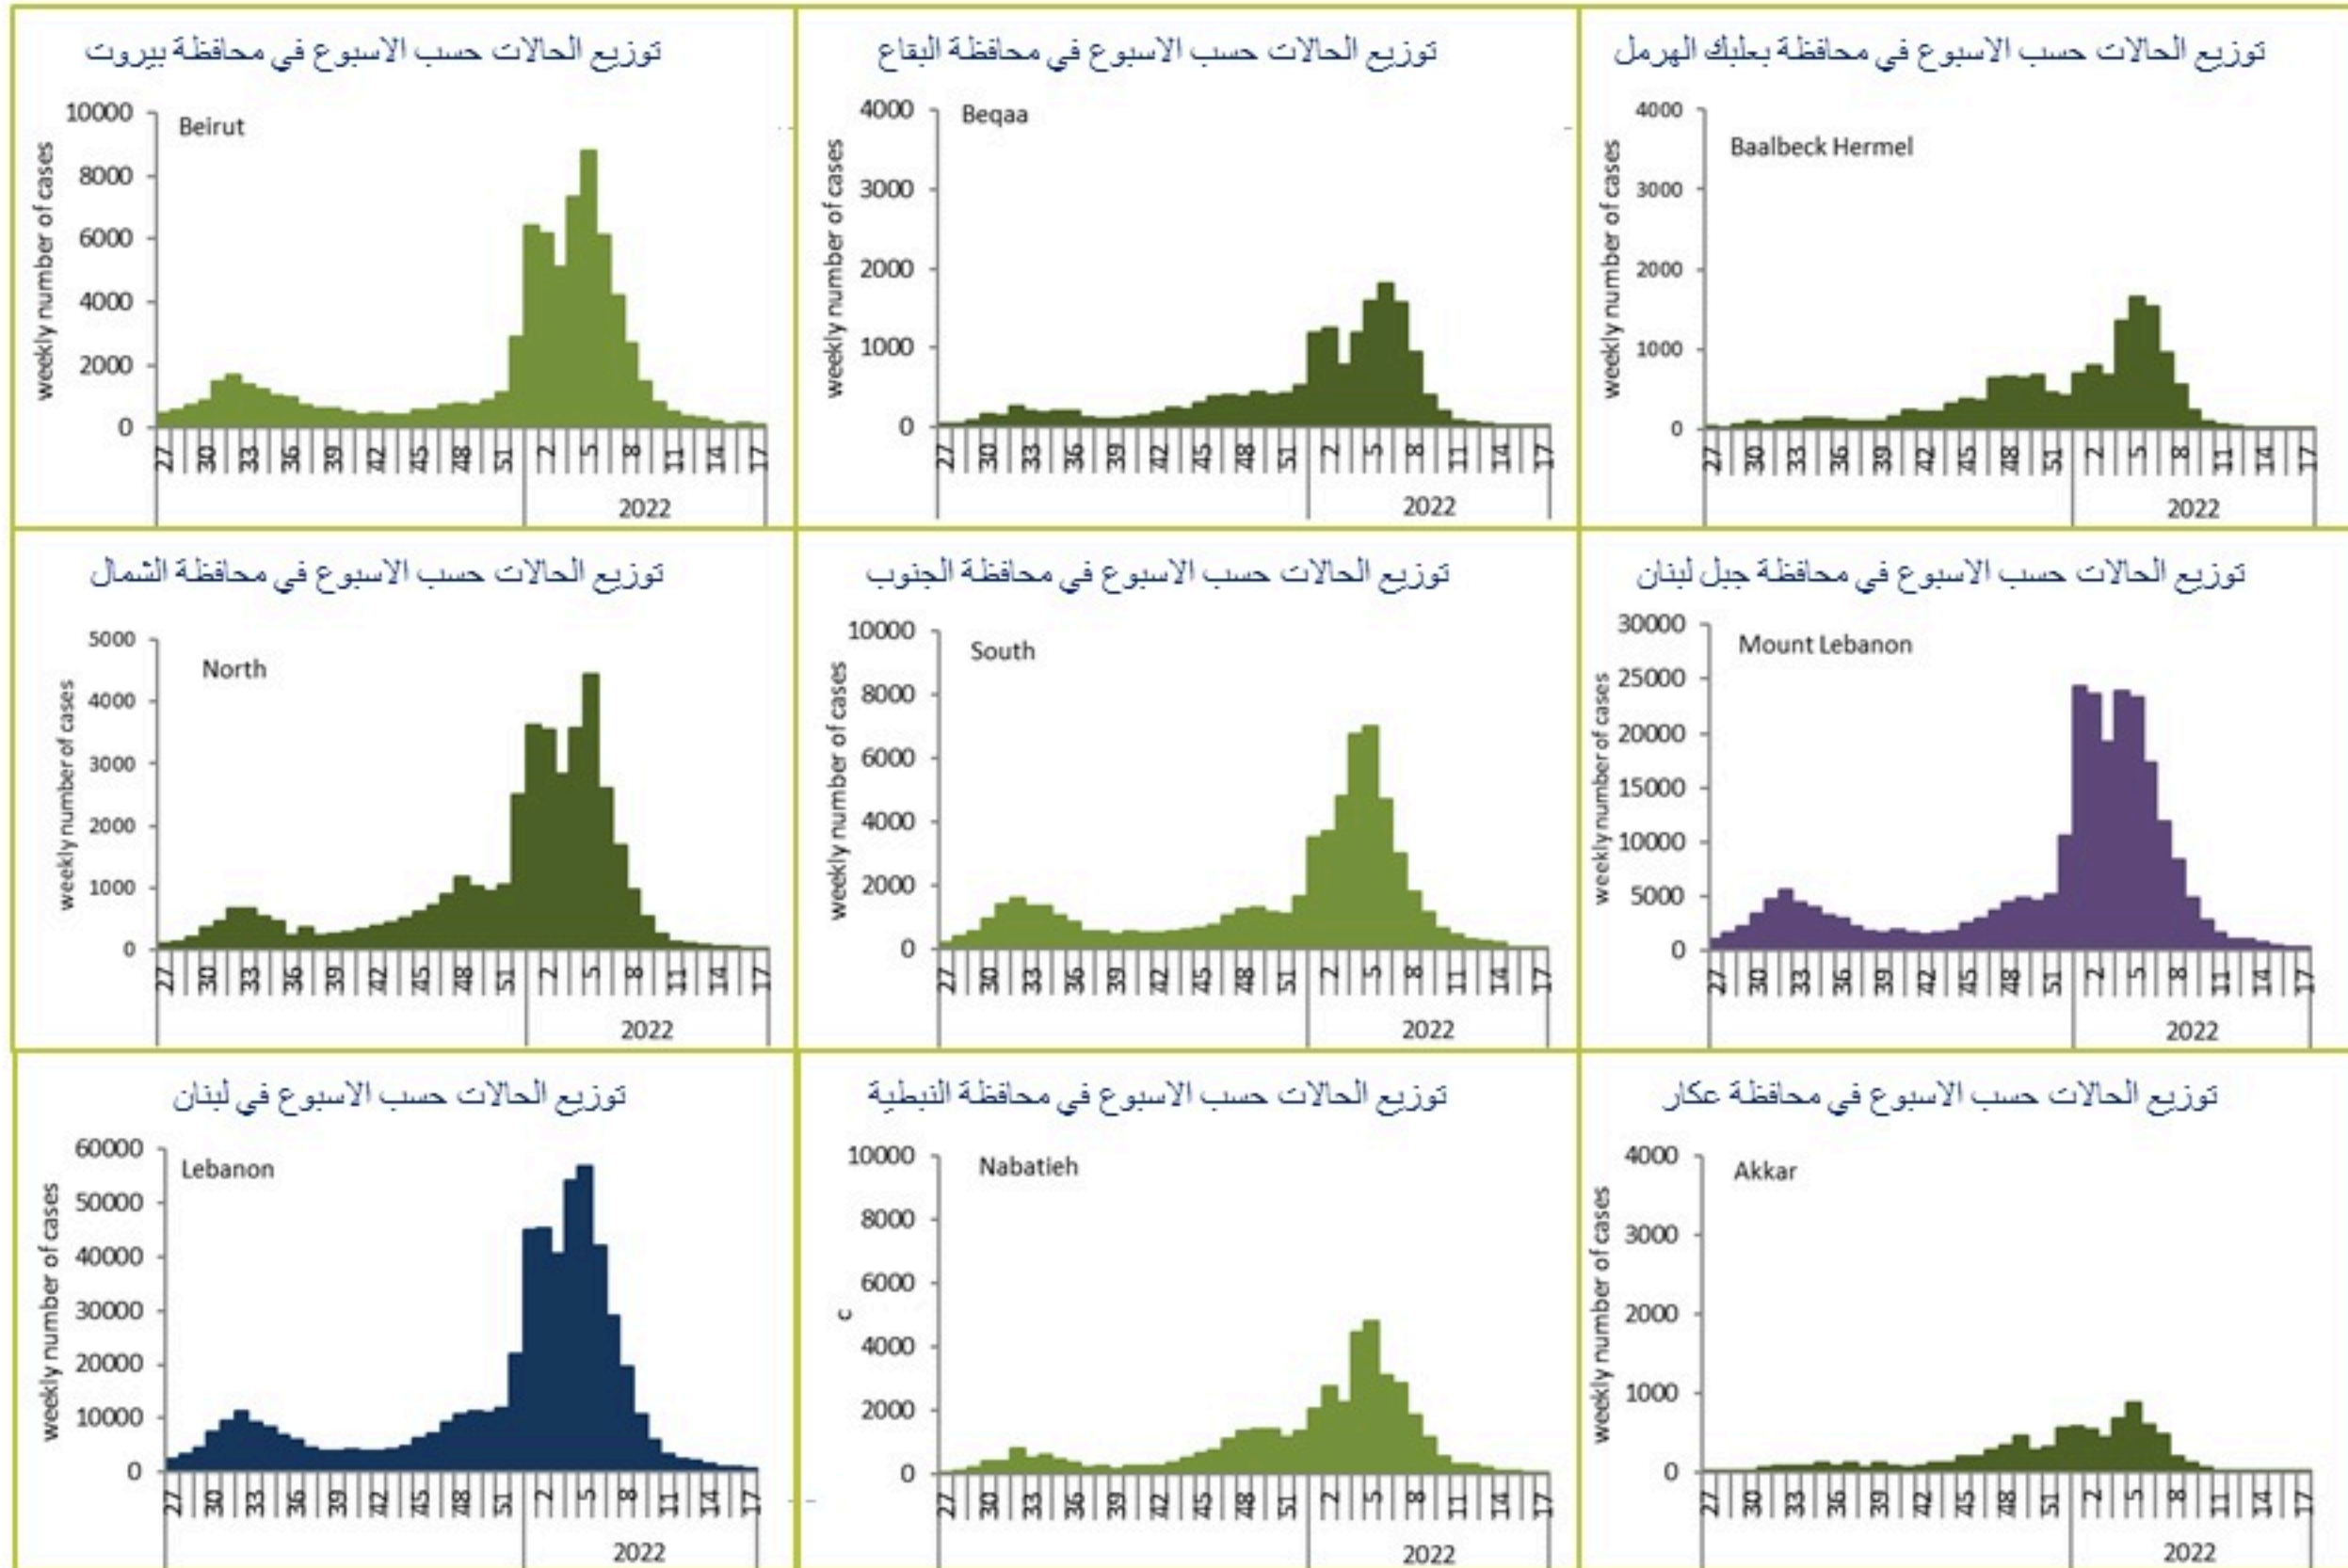 توزيع الحالات حسب الاسبوع في محافظة بيروت
Beirut
weekly number of cases
10000
8000
6000
4000
2000
0
27 30 33 36 39 42 45 48 51 2 5 8 11 14 17
2022
توزيع الحالات حسب الاسبوع في محافظة البقاع
Beqaa
weekly number of cases
4000
3000
2000
1000
0
27 30 33 36 39 42 45 48 51 2 5 8 11 14 17
2022
توزيع الحالات حسب الاسبوع في محافظة بعلبك الهرمل
Baalbeck Hermel
weekly number of cases
4000
3000
2000
1000
0
27 30 33 36 39 42 45 48 51 2 5 8 11 14 17
2022
توزيع الحالات حسب الاسبوع في محافظة الشمال
North
weekly number of cases
5000
4000
3000
2000
1000
0
27 30 33 36 39 42 45 48 51 2 5 8 11 14 17
2022
توزيع الحالات حسب الاسبوع في محافظة الجنوب
South
weekly number of cases
10000
8000
6000
4000
2000
0
27 30 33 36 39 42 45 48 51 2 5 8 11 14 17
2022
توزيع الحالات حسب الاسبوع في محافظة جبل لبنان
Mount Lebanon
weekly number of cases
30000
25000
20000
15000
10000
5000
0
27 30 33 36 39 42 45 48 51 2 5 8 11 14 17
2022
توزيع الحالات حسب الاسبوع في لبنان
Lebanon
weekly number of cases
60000
50000
40000
30000
20000
10000
0
27 30 33 36 39 42 45 48 51 2 5 8 11 14 17
2022
توزيع الحالات حسب الاسبوع في محافظة النبطية
Nabatieh
c
10000
8000
6000
4000
2000
0
27 30 33 36 39 42 45 48 51 2 5 8 11 14 17
2022
توزيع الحالات حسب الاسبوع في محافظة عكار
Akkar
weekly number of cases
4000
3000
2000
1000
0
27 30 33 36 39 42 45 48 51 2 5 8 11 14 17
2022